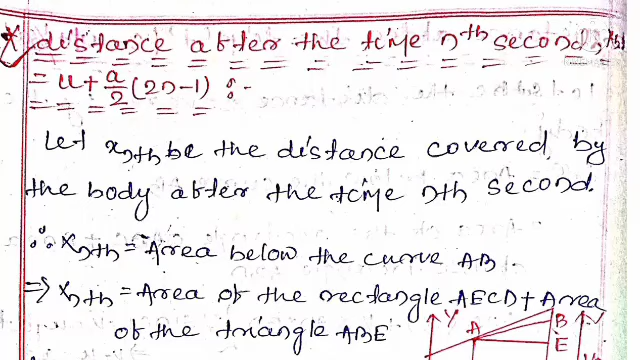 distance after the time nth second, xnth
= u + a/2 (2n-1) :-
Let xnth be the distance covered by
the body after the time nth second.
∴ xnth = Area below the curve AB
⇒ xnth = Area of the rectangle AECD + Area
of the triangle ABE
Y A B E